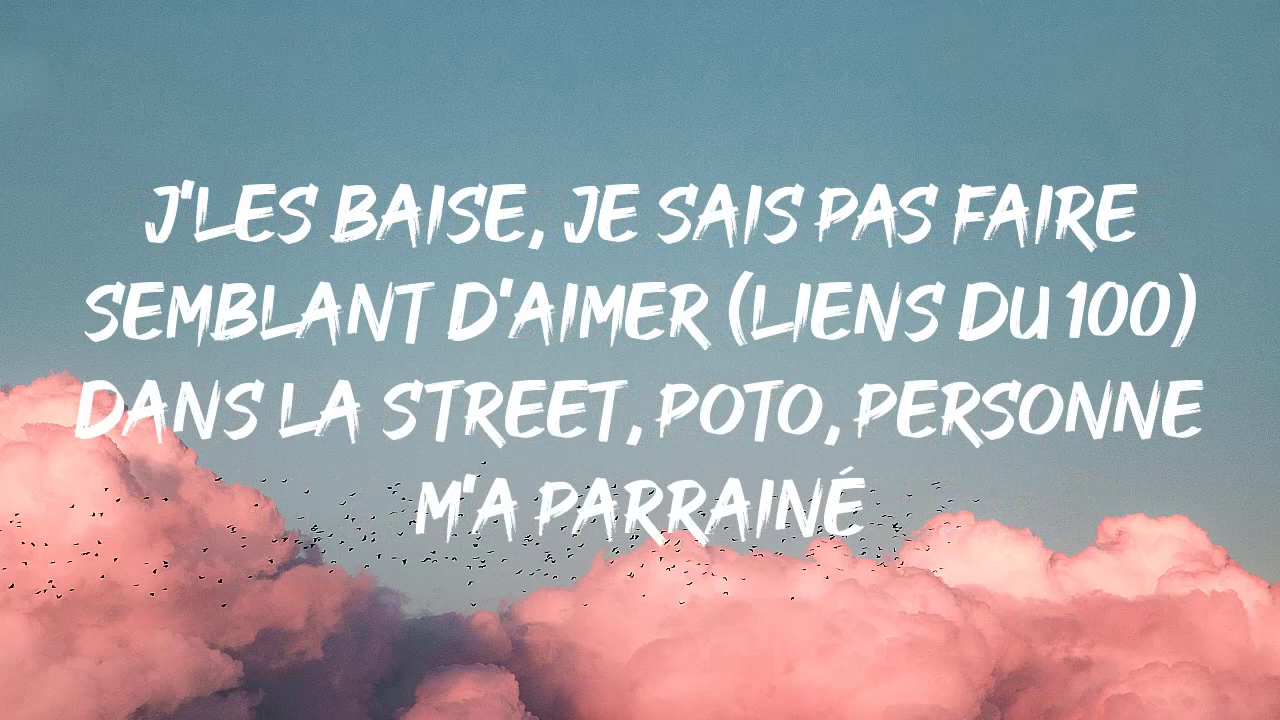 J'LES BAISE, JE SAIS PAS FAIRE
SEMBLANT D'AIMER (LIENS DU 100)
DANS LA STREET, POTO, PERSONNE
M'A PARRAINÉ